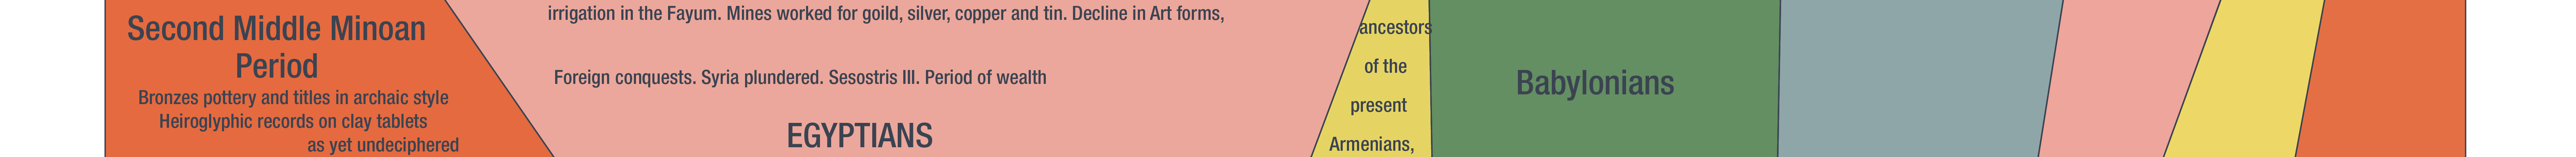 Second Middle Minoan
Period
Bronzes pottery and titles in archaic style
Heiroglyphic records on clay tablets
as yet undeciphered
irrigation in the Fayum. Mines worked for goild, silver, copper and tin. Decline in Art forms,
Foreign conquests. Syria plundered. Sesostris III. Period of wealth
EGYPTIANS
ancestors
of the
present
Armenians,
Babylonians